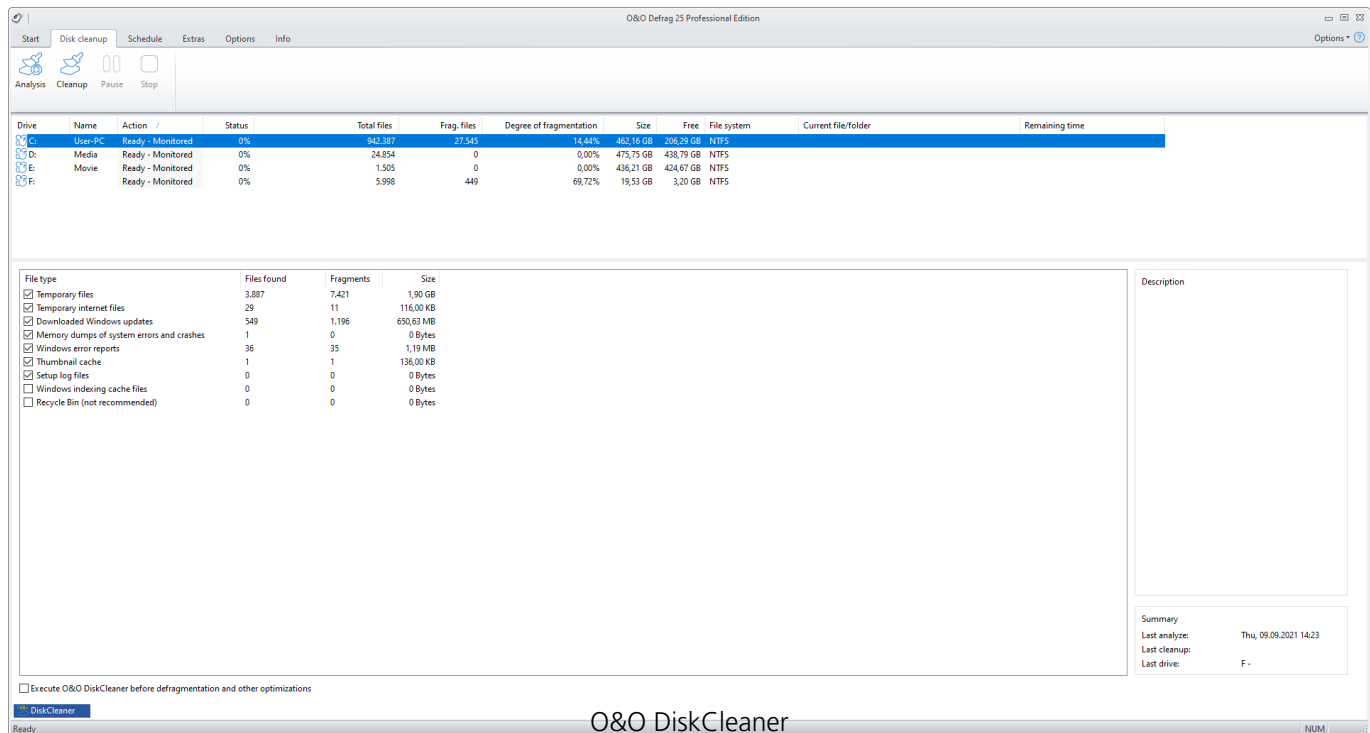 O&O Defrag 25 Professional Edition
Start Disk cleanup Schedule Extras Options Info Options
Analysis Cleanup Pause Stop
Drive Name Action Status Total files Frag. files Degree of fragmentation Size Free File system Current file/folder Remaining time
C: User-PC Ready - Monitored 0% 942.387 27.545 14,44% 462,16 GB 206,29 GB NTFS
D: Media Ready - Monitored 0% 24.854 0 0,00% 475,75 GB 438,79 GB NTFS
E: Movie Ready - Monitored 0% 1.505 0 0,00% 436,21 GB 424,67 GB NTFS
F: Ready - Monitored 0% 5.998 449 69,72% 19,53 GB 3,20 GB NTFS
File type Files found Fragments Size
Temporary files 3.887 7.421 1,90 GB
Temporary internet files 29 11 116,00 KB
Downloaded Windows updates 549 1.196 650,63 MB
Memory dumps of system errors and crashes 1 0 0 Bytes
Windows error reports 36 35 1,19 MB
Thumbnail cache 1 1 136,00 KB
Setup log files 0 0 0 Bytes
Windows indexing cache files 0 0 0 Bytes
Recycle Bin (not recommended) 0 0 0 Bytes
Description
Summary
Last analyze: Thu, 09.09.2021 14:23
Last cleanup:
Last drive: F -
Execute O&O DiskCleaner before defragmentation and other optimizations
DiskCleaner
O&O DiskCleaner
Ready NUM